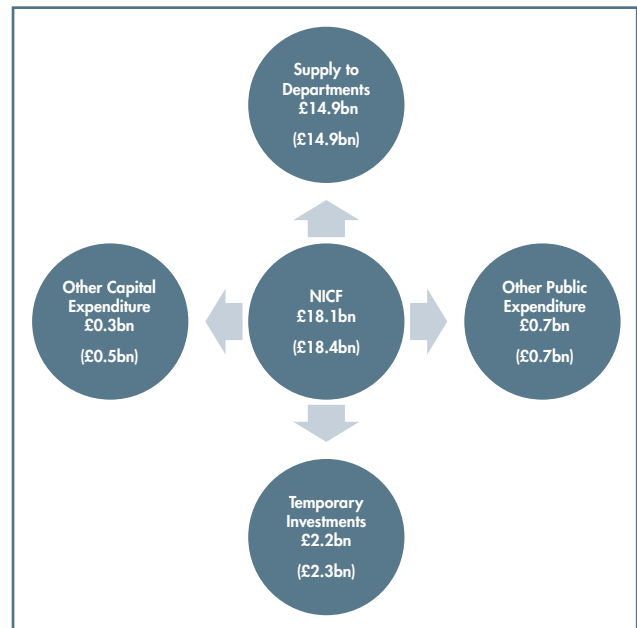 Supply to
Departments
£14.9bn
(£14.9bn)
Other Capital
Expenditure
£0.3bn
(£0.5bn)
NICF
£18.1bn
(£18.4bn)
Other Public
Expenditure
£0.7bn
(£0.7bn)
Temporary
Investments
£2.2bn
(£2.3bn)